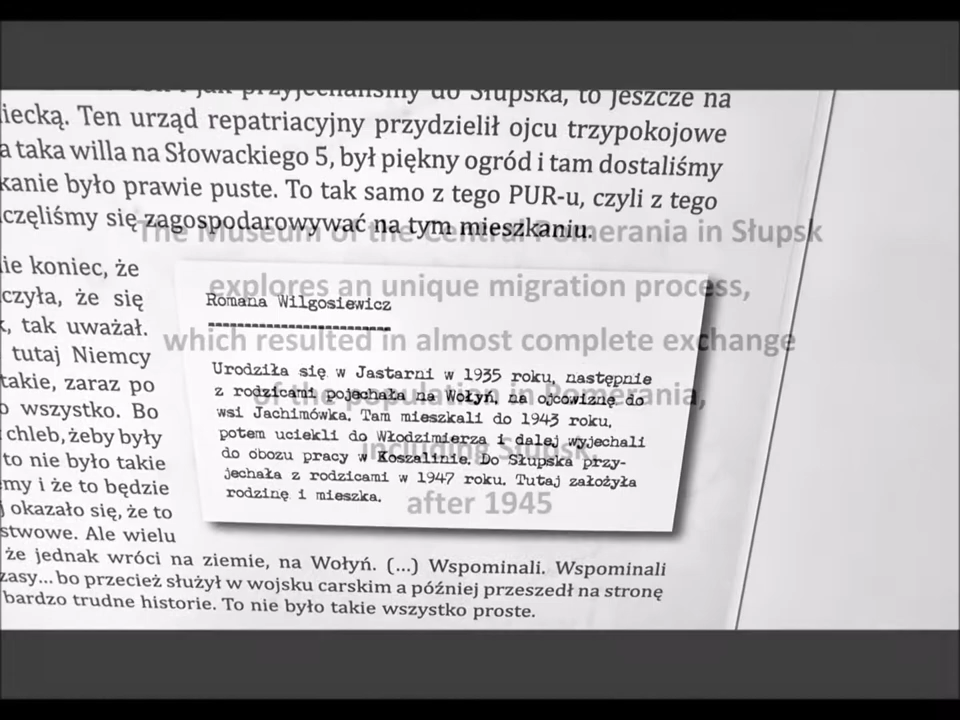 jak przyjechaliśmy do Słupska, to jeszcze na
iecką. Ten urząd repatriacyjny przydzielił ojcu trzypokojowe
a taka willa na Słowackiego 5, był piękny ogród i tam dostaliśmy
kanie było prawie puste. To tak samo z tego PUR-u, czyli z tego
częliśmy się zagospodarowywać na tym mieszkaniu.
The Museum of the Central Pomerania in Słupsk
explores an unique migration process,
which resulted in almost complete exchange
of the population in Pomerania,
including Słupsk,
after 1945
ie koniec, że
czyła, że się
k, tak uważał.
tutaj Niemcy
takie, zaraz po
o wszystko. Bo
chleb, żeby były
to nie było takie
my i że to będzie
j okazało się, że to
stwowe. Ale wielu
Romana Wilgosiewicz
Urodziła się w Jastarni w 1935 roku, następnie
z rodzicami pojechała na Wołyń, na ojcowiznę do
wsi Jachimówka. Tam mieszkali do 1943 roku,
potem uciekli do Włodzimierza i dalej wyjechali
do obozu pracy w Koszalinie. Do Słupska przy-
jechała z rodzicami w 1947 roku. Tutaj założyła
rodzinę i mieszka.
że jednak wróci na ziemie, na Wołyń. (...) Wspominali. Wspominali
zasy... bo przecież służył w wojsku carskim a później przeszedł na stronę
bardzo trudne historie. To nie było takie wszystko proste.